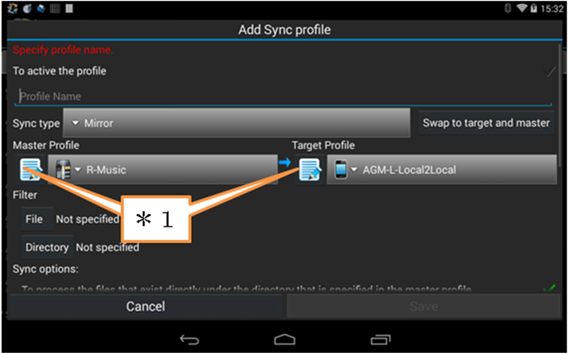 15:32
Add Sync profile
Specify profile name.
To active the profile
Profile Name
Sync type Mirror Swap to target and master
Master Profile Target Profile
R-Music AGM-L-Local2Local
Filter
File Not specified
＊1
Directory Not specified
Sync options:
To process the files that exist directly under the directory that is specified in the master profile
Cancel Save